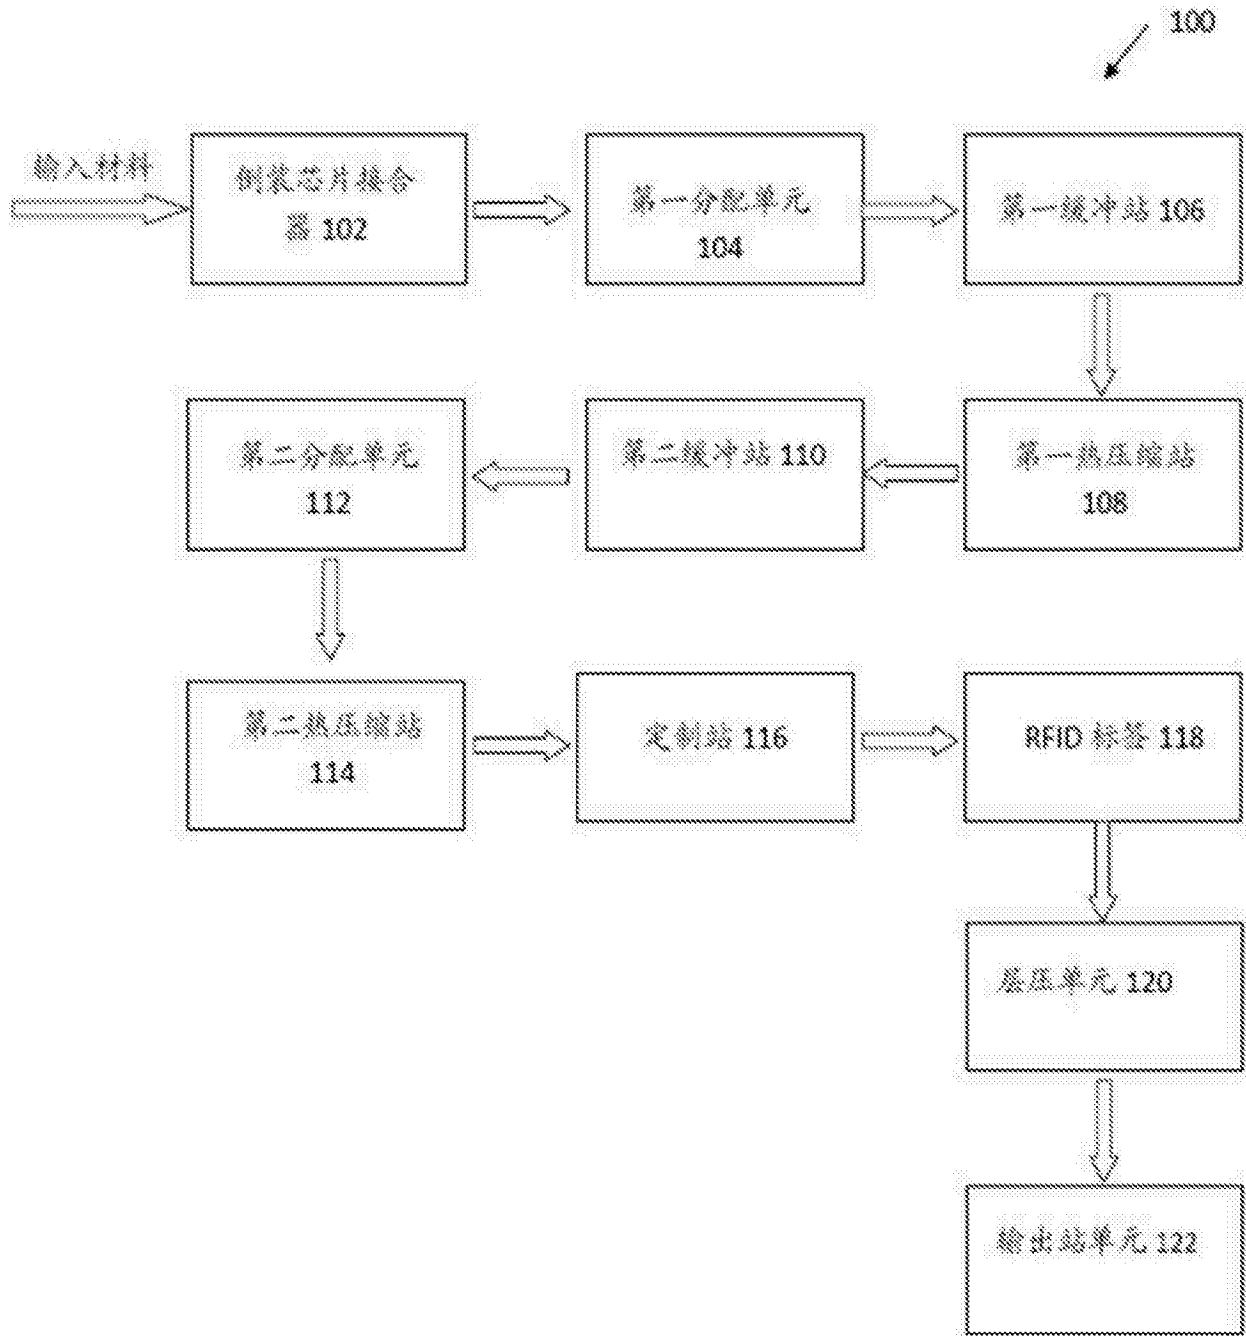 100
输入材料
倒装芯片接合
器 102
第一分配单元
104
第一缓冲站 106
第二分配单元
112
第二缓冲站 110
第一热压缩站
108
第二热压缩站
114
定制站 116
RFID 标签 118
层压单元 120
输出站单元 122